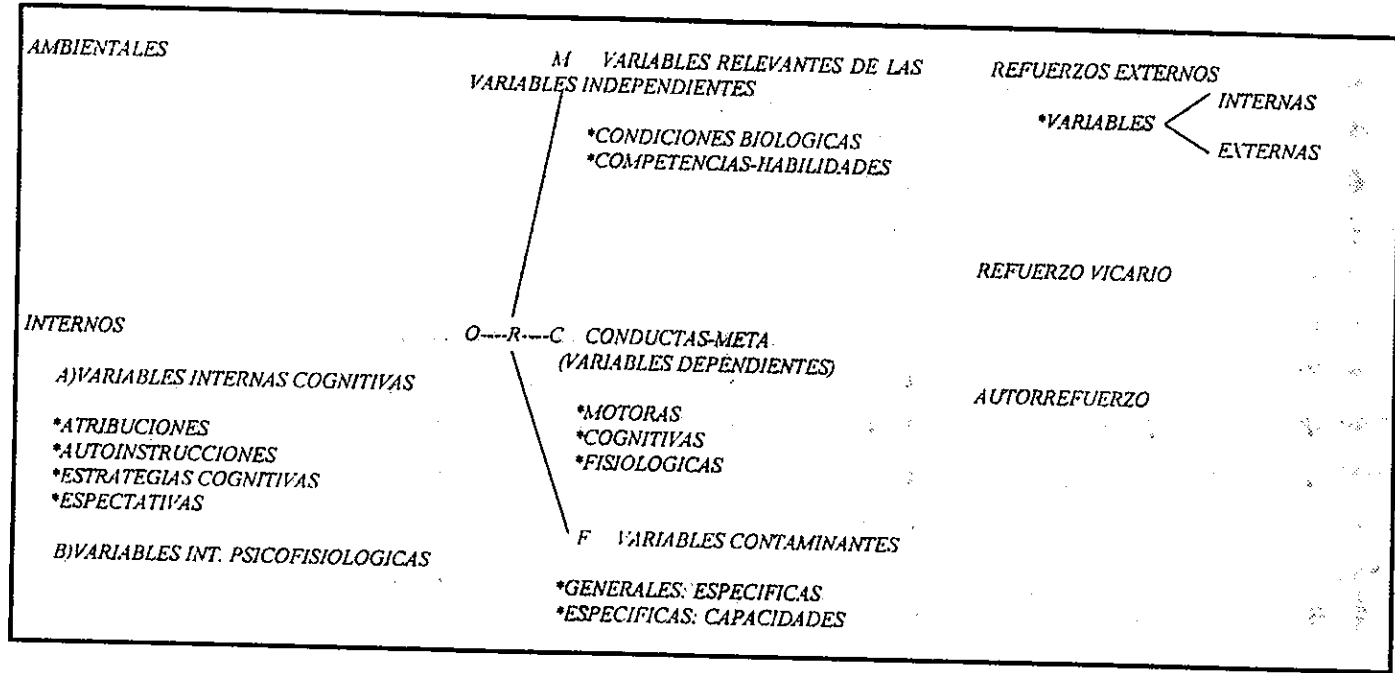 AMBIENTALES
M VARIABLES RELEVANTES DE LAS
VARIABLES INDEPENDIENTES
*CONDICIONES BIOLOGICAS
*COMPETENCIAS-HABILIDADES
REFUERZOS EXTERNOS
INTERNAS
*VARIABLES
EXTERNAS
REFUERZO VICARIO
AUTORREFUERZO
INTERNOS
A)VARIABLES INTERNAS COGNITIVAS
*ATRIBUCIONES
*AUTOINSTRUCCIONES
*ESTRATEGIAS COGNITIVAS
*ESPECTATIVAS
B)VARIABLES INT. PSICOFISIOLOGICAS
O----R----C CONDUCTAS-META
(VARIABLES DEPENDIENTES)
*MOTORAS
*COGNITIVAS
*FISIOLOGICAS
F VARIABLES CONTAMINANTES
*GENERALES: ESPECIFICAS
*ESPECIFICAS: CAPACIDADES